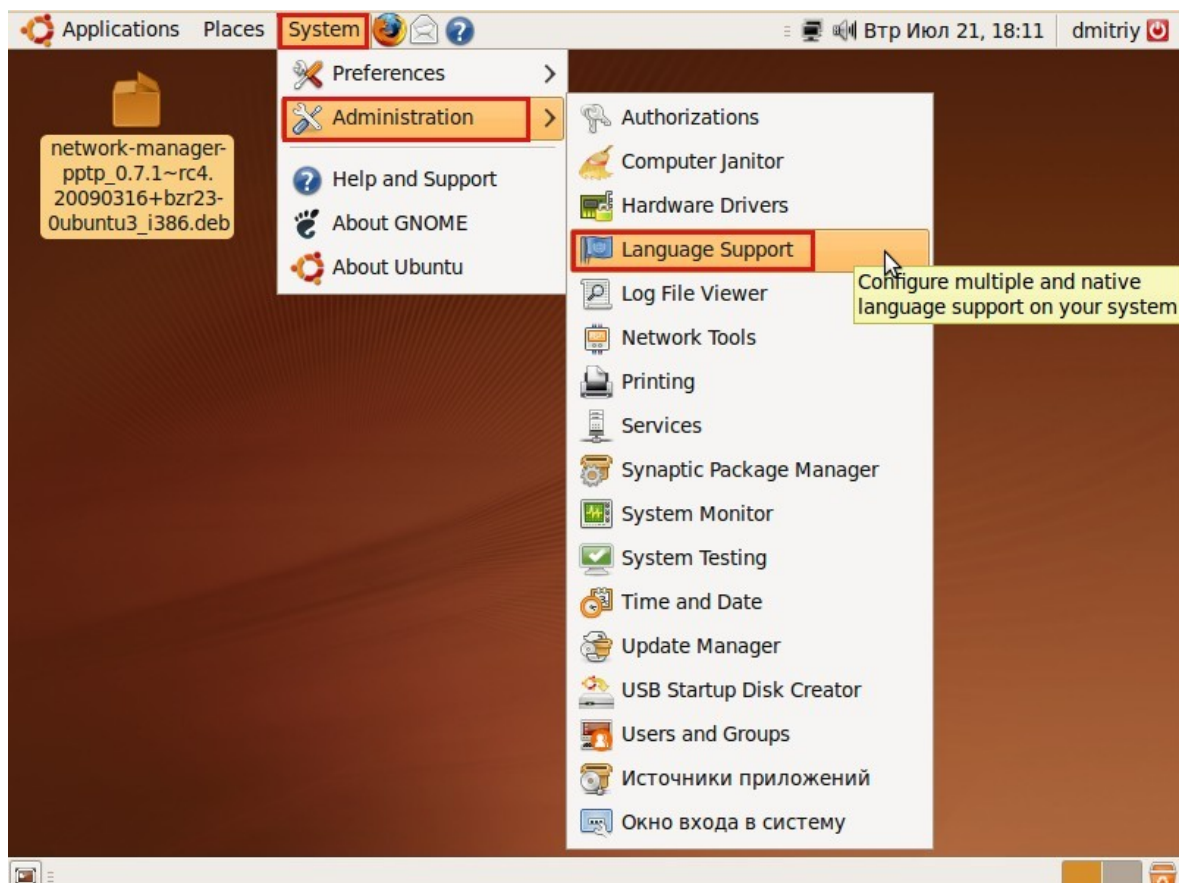 Applications Places System Втр Июл 21, 18:11 dmitriy
Preferences
Administration
Help and Support
About GNOME
About Ubuntu
network-manager-
pptp_0.7.1~rc4.
20090316+bzr23-
0ubuntu3_i386.deb
Authorizations
Computer Janitor
Hardware Drivers
Language Support
Configure multiple and native
language support on your system
Log File Viewer
Network Tools
Printing
Services
Synaptic Package Manager
System Monitor
System Testing
Time and Date
Update Manager
USB Startup Disk Creator
Users and Groups
Источники приложений
Окно входа в систему